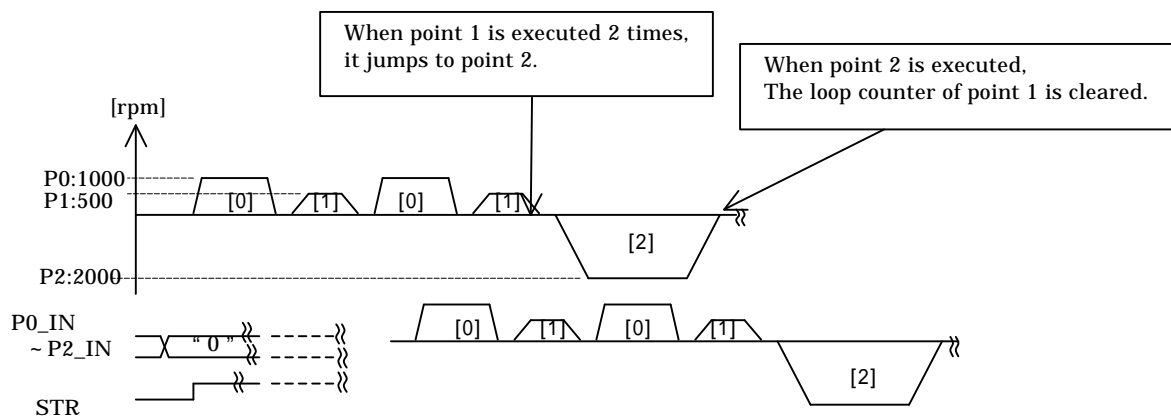 When point 1 is executed 2 times,
it jumps to point 2.
When point 2 is executed,
The loop counter of point 1 is cleared.
[rpm]
P0:1000
P1:500
[0]
[1]
[0]
[1]
[2]
P2:2000
P0_IN
~ P2_IN
“ 0 ”
STR
[0]
[1]
[0]
[1]
[2]